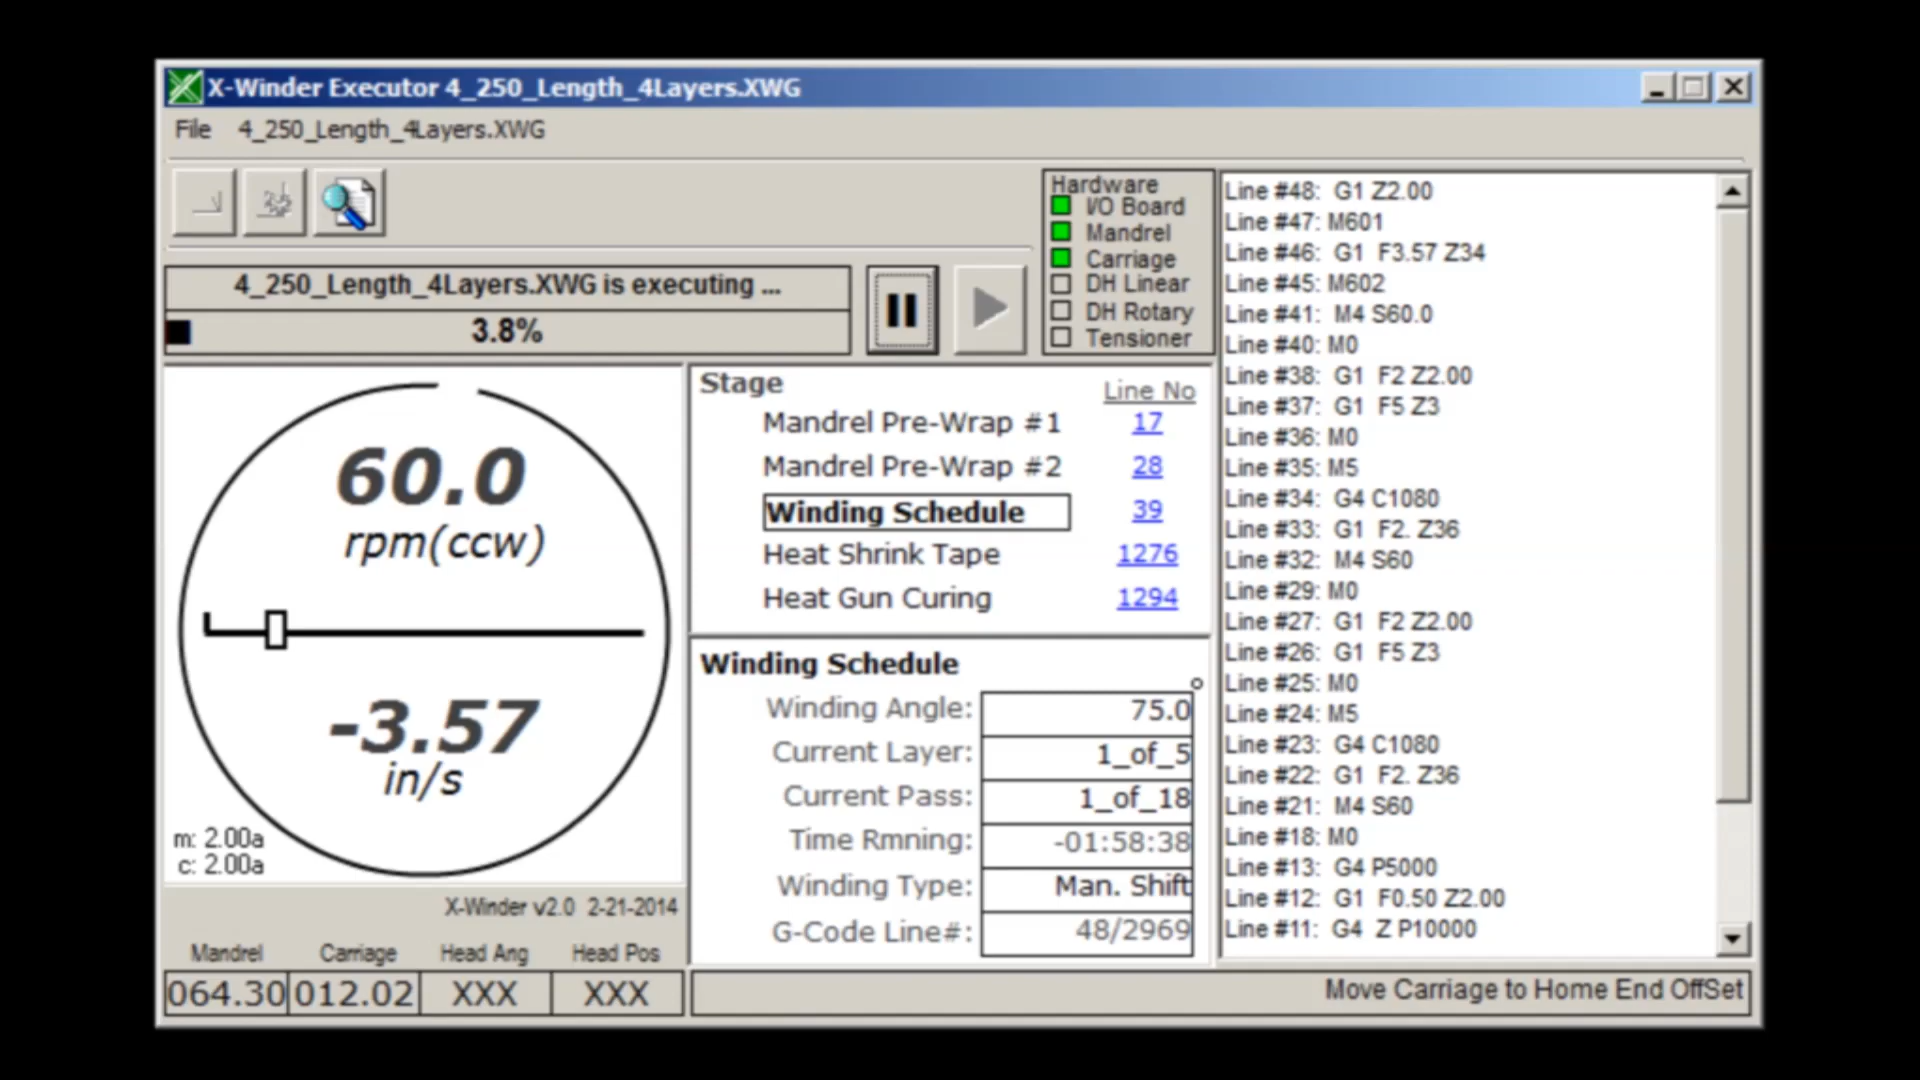 X-Winder Executor 4_250_Length_4Layers.XWG
File 4_250_Length_4Layers.XWG
4_250_Length_4Layers.XWG is executing ...
3.8%
Hardware
I/O Board
Mandrel
Carriage
DH Linear
DH Rotary
Tensioner
60.0
rpm(ccw)
-3.57
in/s
m: 2.00a
c: 2.00a
X-Winder v2.0 2-21-2014
Mandrel Carriage Head Ang Head Pos
064.30 012.02 XXX XXX
Stage Line No
Mandrel Pre-Wrap #1 17
Mandrel Pre-Wrap #2 28
Winding Schedule 39
Heat Shrink Tape 1276
Heat Gun Curing 1294
Winding Schedule
Winding Angle: 75.0°
Current Layer: 1_of_5
Current Pass: 1_of_18
Time Rmning: -01:58:38
Winding Type: Man. Shift
G-Code Line#: 48/2969
Line #48: G1 Z2.00
Line #47: M601
Line #46: G1 F3.57 Z34
Line #45: M602
Line #41: M4 S60.0
Line #40: M0
Line #38: G1 F2 Z2.00
Line #37: G1 F5 Z3
Line #36: M0
Line #35: M5
Line #34: G4 C1080
Line #33: G1 F2. Z36
Line #32: M4 S60
Line #29: M0
Line #27: G1 F2 Z2.00
Line #26: G1 F5 Z3
Line #25: M0
Line #24: M5
Line #23: G4 C1080
Line #22: G1 F2. Z36
Line #21: M4 S60
Line #18: M0
Line #13: G4 P5000
Line #12: G1 F0.50 Z2.00
Line #11: G4 Z P10000
Move Carriage to Home End OffSet